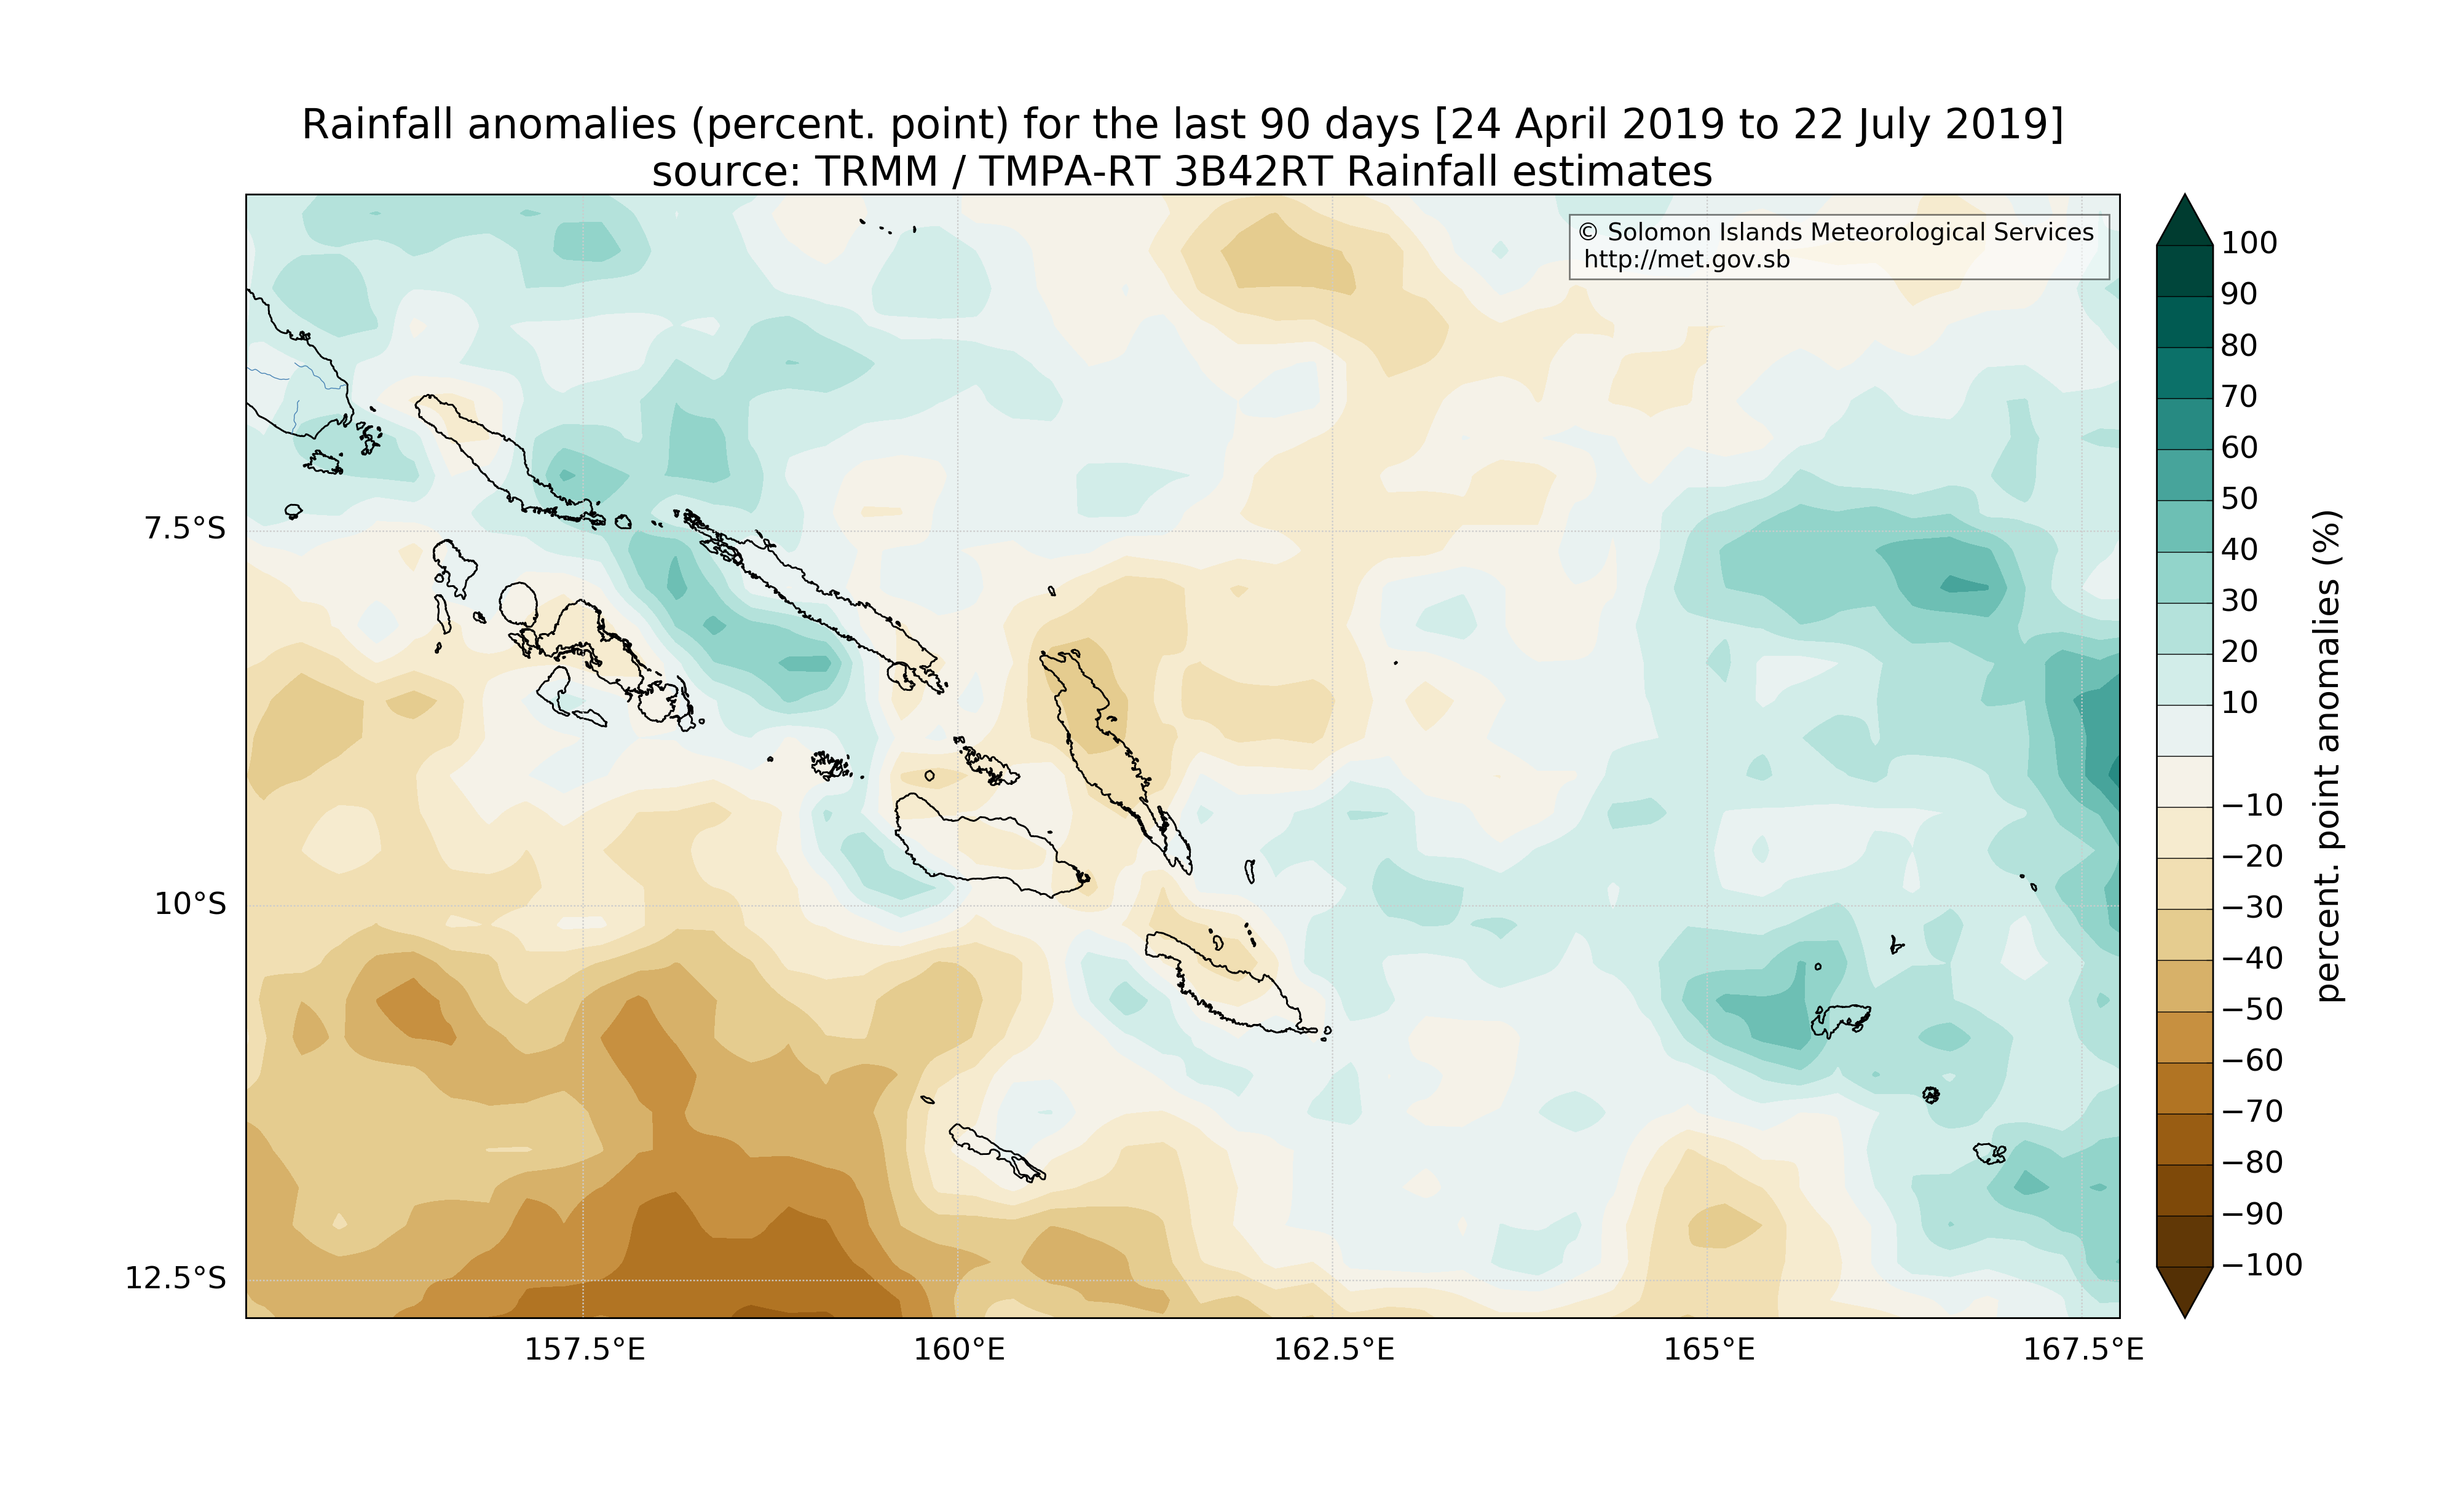 Rainfall anomalies (percent. point) for the last 90 days [24 April 2019 to 22 July 2019]
source: TRMM / TMPA-RT 3B42RT Rainfall estimates
© Solomon Islands Meteorological Services
http://met.gov.sb
7.5°S
10°S
12.5°S
157.5°E
160°E
162.5°E
165°E
167.5°E
100
90
80
70
60
50
40
30
20
10
−10
−20
−30
−40
−50
−60
−70
−80
−90
−100
percent. point anomalies (%)